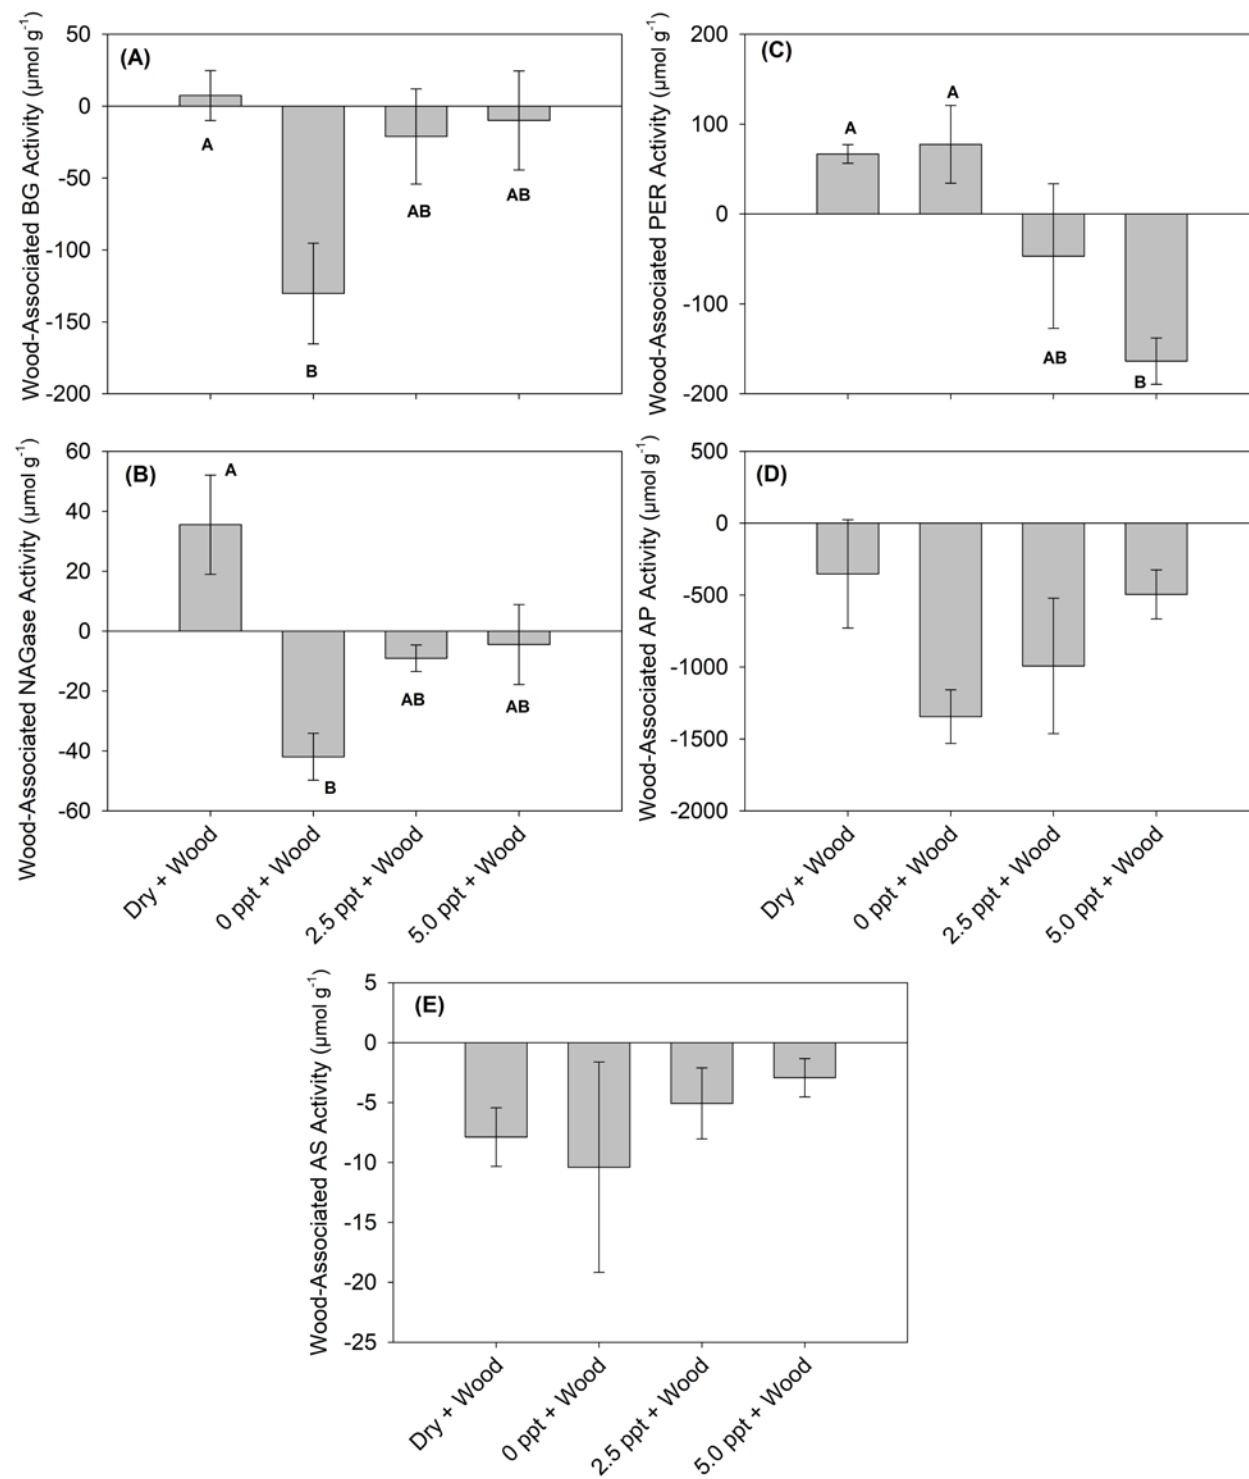 Wood-Associated BG Activity (µmol g⁻¹)
50
0
-50
-100
-150
-200
(A)
A
B
AB
AB
Wood-Associated PER Activity (µmol g⁻¹)
200
100
0
-100
-200
(C)
A
A
AB
B
Wood-Associated NAGase Activity (µmol g⁻¹)
60
40
20
0
-20
-40
-60
(B)
A
B
AB
AB
Dry + Wood
0 ppt + Wood
2.5 ppt + Wood
5.0 ppt + Wood
Wood-Associated AP Activity (µmol g⁻¹)
500
0
-500
-1000
-1500
-2000
(D)
Dry + Wood
0 ppt + Wood
2.5 ppt + Wood
5.0 ppt + Wood
Wood-Associated AS Activity (µmol g⁻¹)
5
0
-5
-10
-15
-20
-25
(E)
Dry + Wood
0 ppt + Wood
2.5 ppt + Wood
5.0 ppt + Wood